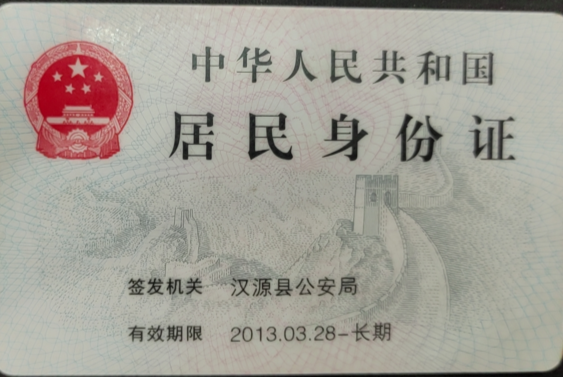 中华人民共和国
居民身份证
签发机关 汉源县公安局
有效期限 2013.03.28-长期